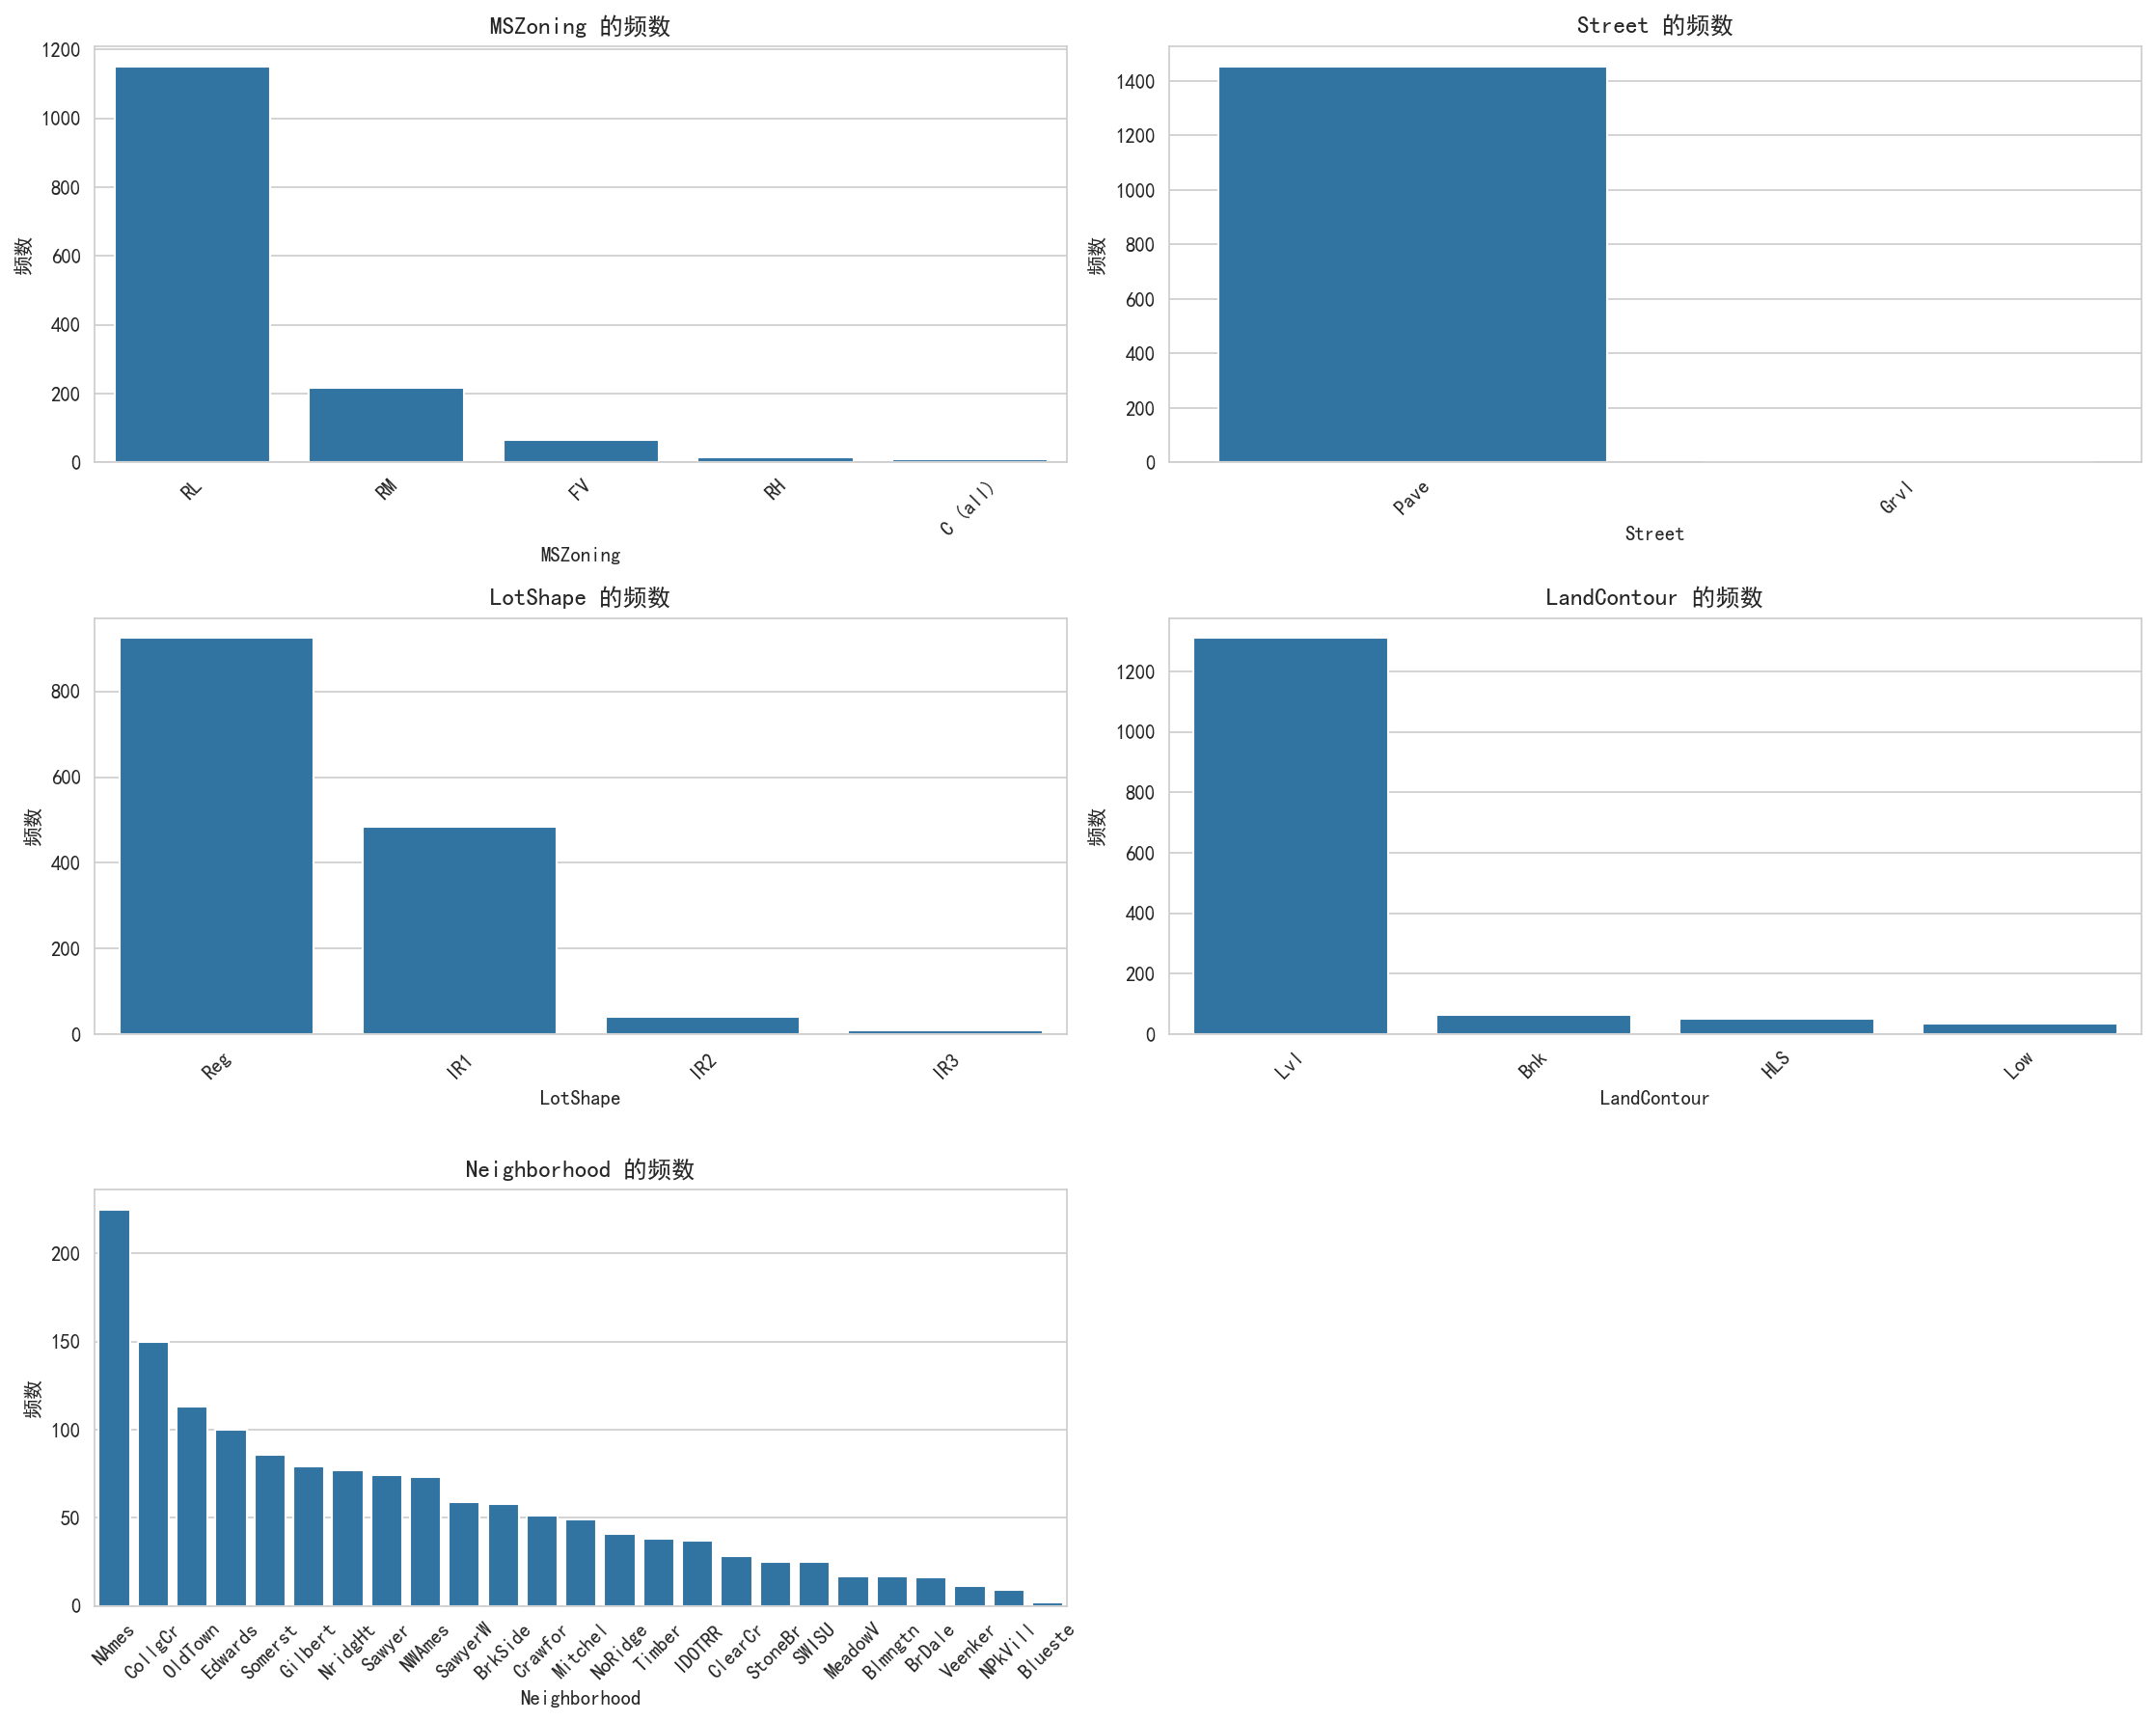 MSZoning 的频数
1200
1000
800
600
400
200
0
频数
RL
RM
FV
RH
C (all)
MSZoning
Street 的频数
1400
1200
1000
800
600
400
200
0
频数
Pave
Grvl
Street
LotShape 的频数
800
600
400
200
0
频数
Reg
IR1
IR2
IR3
LotShape
LandContour 的频数
1200
1000
800
600
400
200
0
频数
Lvl
Bnk
HLS
Low
LandContour
Neighborhood 的频数
200
150
100
50
0
频数
NAmes
CollgCr
OldTown
Edwards
Somerst
Gilbert
NridgHt
Sawyer
NWAmes
SawyerW
BrkSide
Crawfor
Mitchel
NoRidge
Timber
IDOTRR
ClearCr
StoneBr
SWISU
MeadowV
Blmngtn
BrDale
Veenker
NPkVill
Blueste
Neighborhood